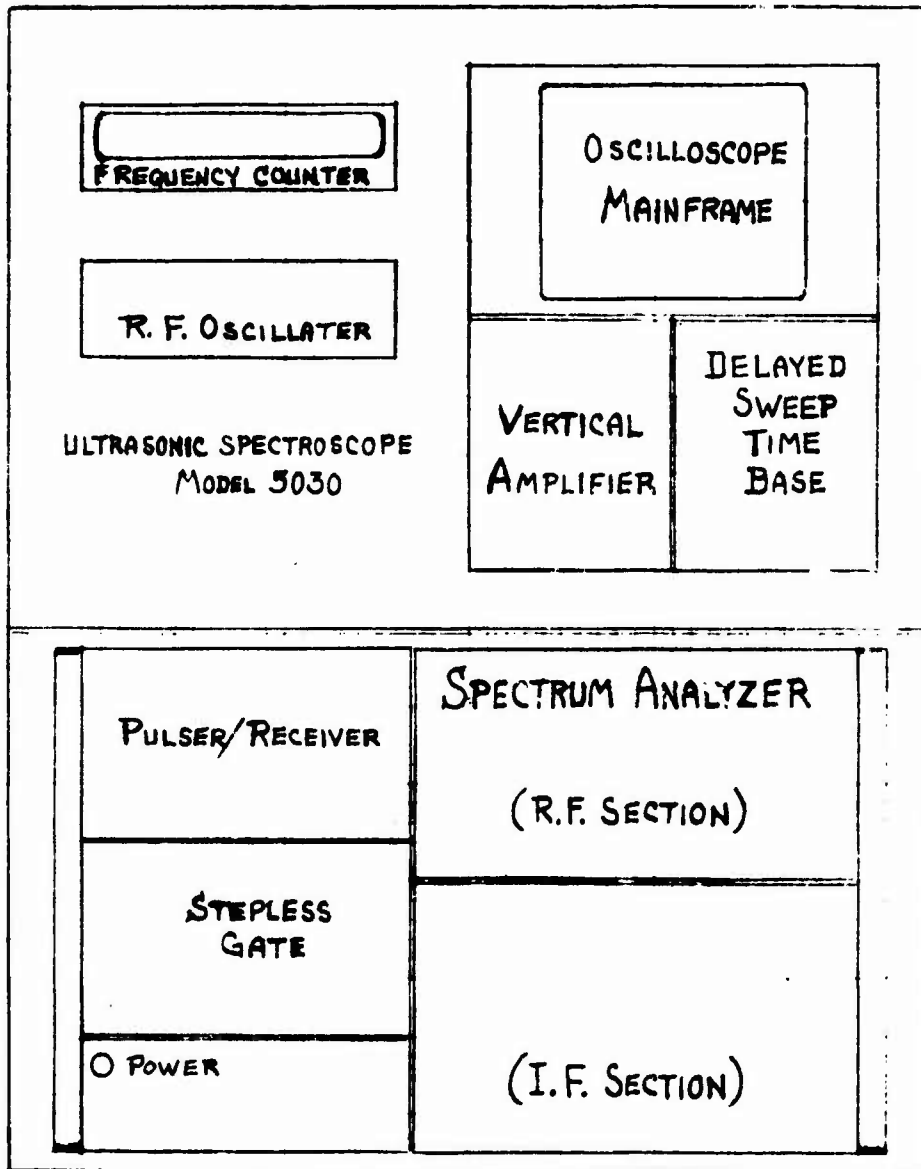 FREQUENCY COUNTER
R. F. OSCILLATER
ULTRASONIC SPECTROSCOPE
MODEL 5030
OSCILLOSCOPE
MAINFRAME
VERTICAL
AMPLIFIER
DELAYED
SWEEP
TIME
BASE
PULSER/RECEIVER
STEPLESS
GATE
POWER
SPECTRUM ANALYZER
(R.F. SECTION)
(I.F. SECTION)